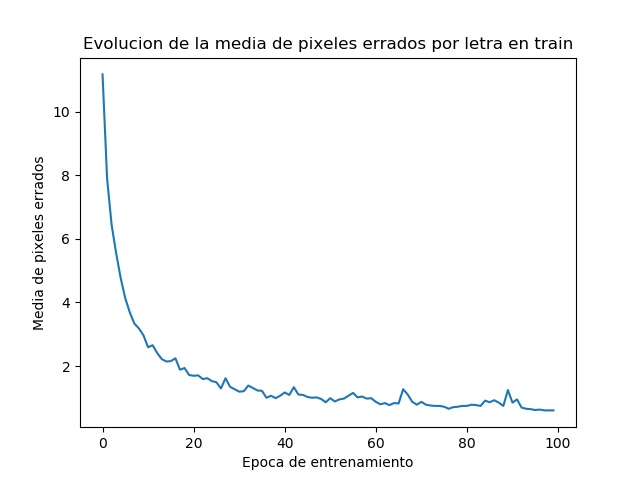 Evolucion de la media de pixeles errados por letra en train
10
8
6
4
2
Media de pixeles errados
0 20 40 60 80 100
Epoca de entrenamiento